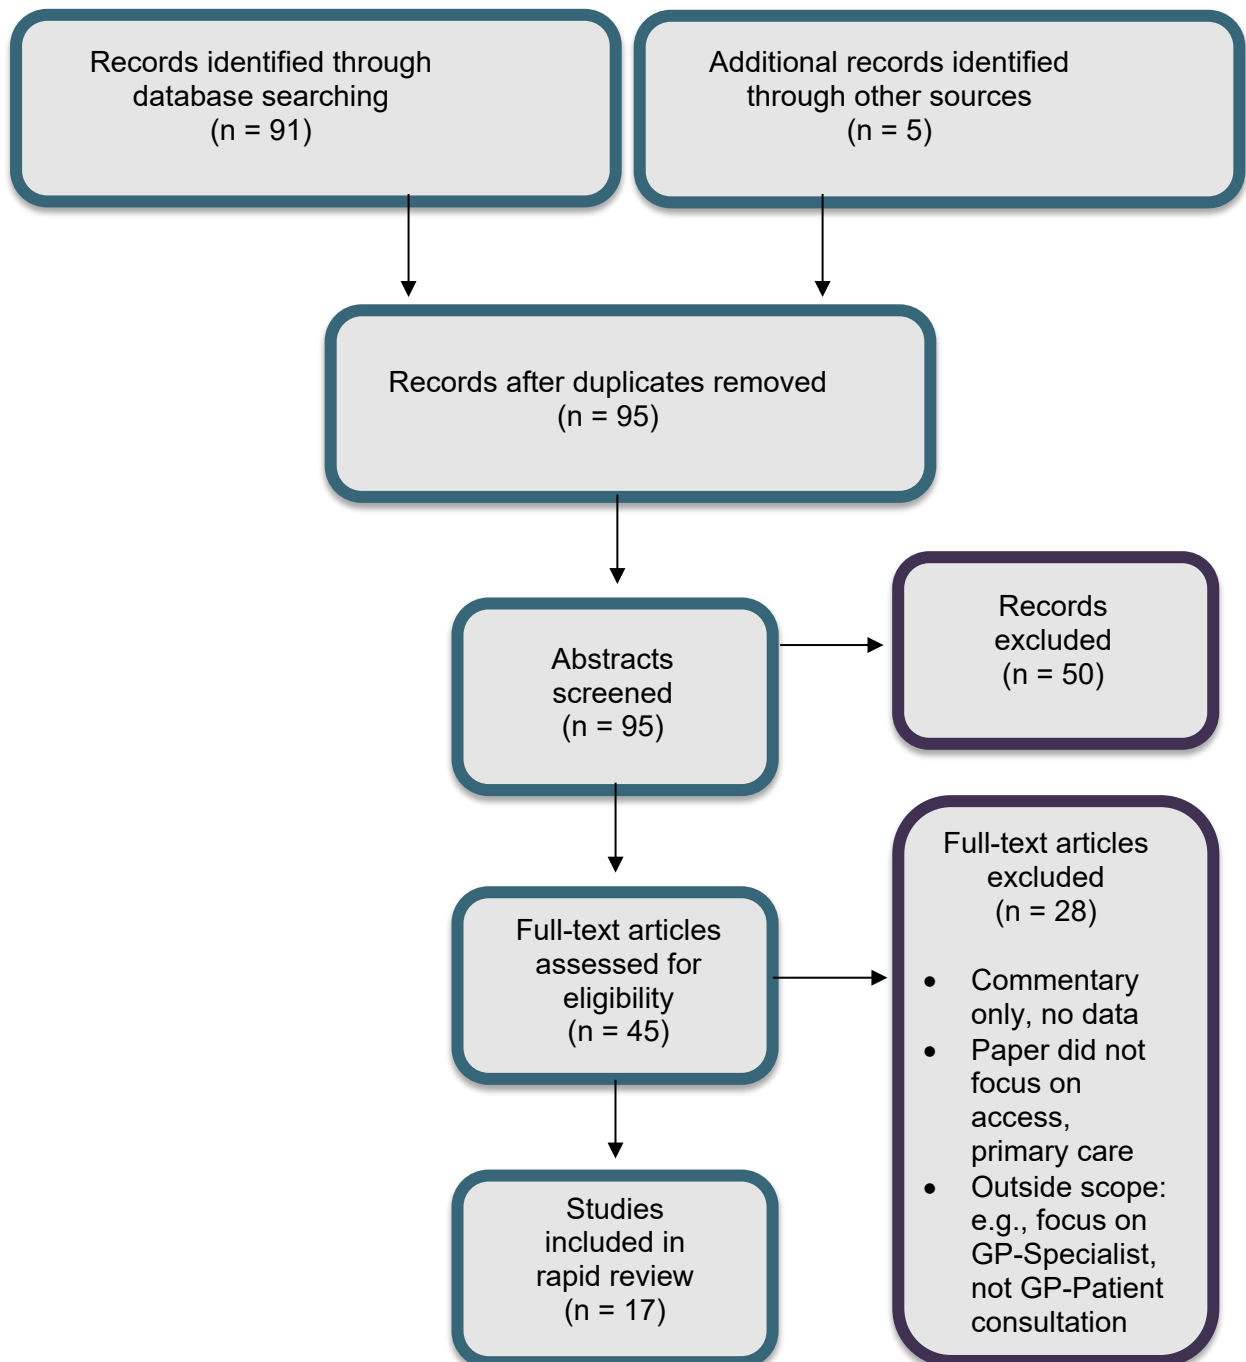 Records identified through
database searching
(n = 91)
Additional records identified
through other sources
(n = 5)
Records after duplicates removed
(n = 95)
Abstracts
screened
(n = 95)
Records
excluded
(n = 50)
Full-text articles
assessed for
eligibility
(n = 45)
Full-text articles
excluded
(n = 28)
• Commentary
only, no data
• Paper did not
focus on
access,
primary care
• Outside scope:
e.g., focus on
GP-Specialist,
not GP-Patient
consultation
Studies
included in
rapid review
(n = 17)